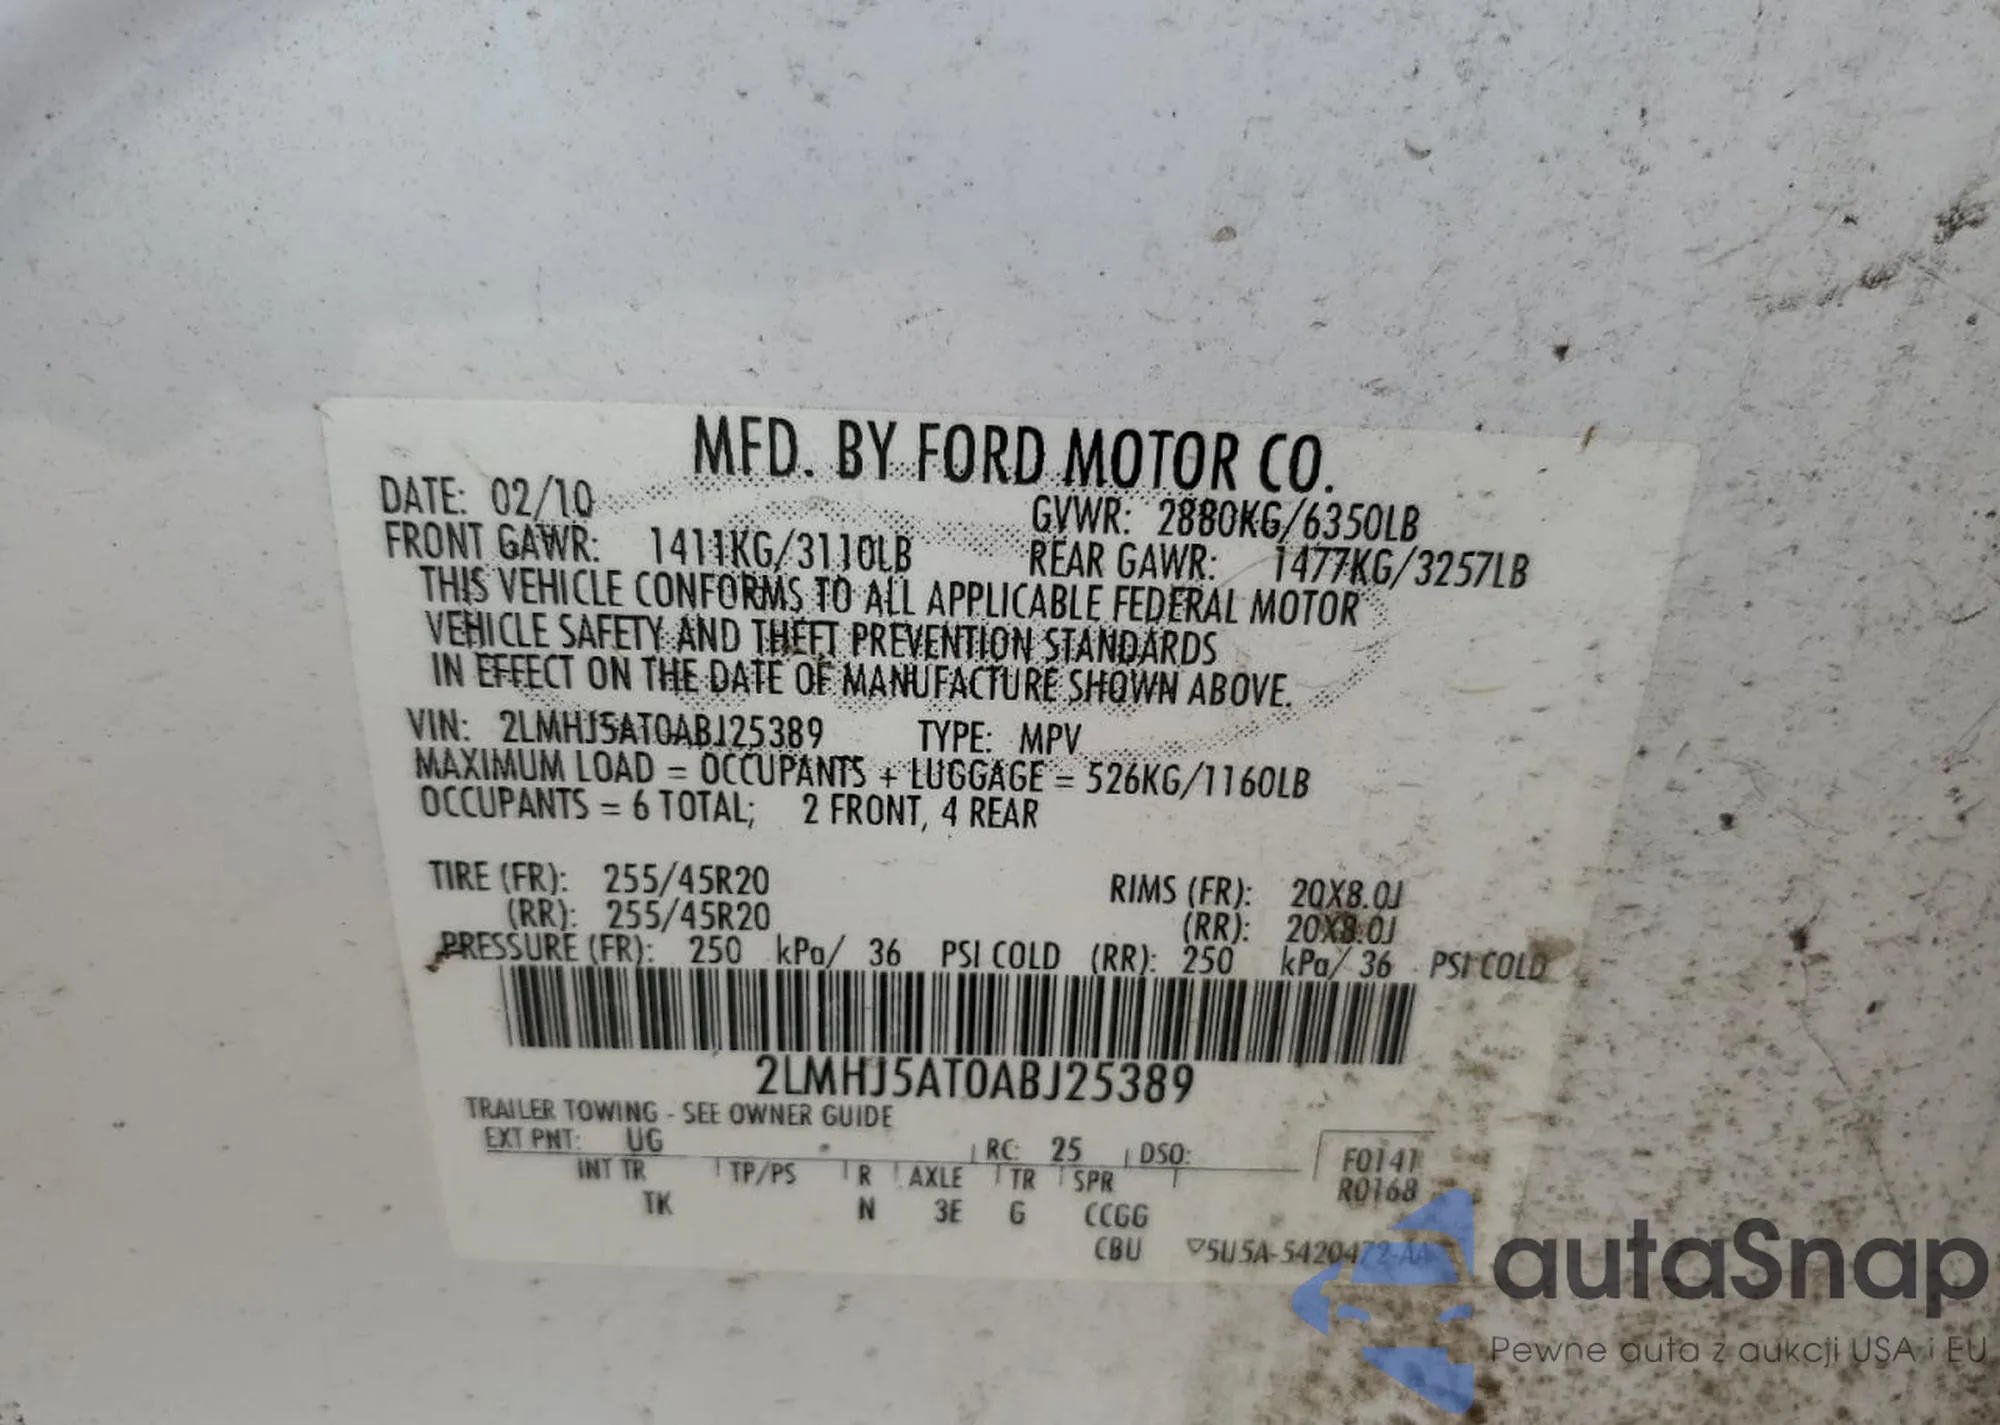 MFD. BY FORD MOTOR CO.
DATE: 02/10 GVWR: 2880KG/6350LB
FRONT GAWR: 1411KG/3110LB REAR GAWR: 1477KG/3257LB
THIS VEHICLE CONFORMS TO ALL APPLICABLE FEDERAL MOTOR
VEHICLE SAFETY AND THEFT PREVENTION STANDARDS
IN EFFECT ON THE DATE OF MANUFACTURE SHOWN ABOVE.
VIN: 2LMHJ5AT0ABJ25389 TYPE: MPV
MAXIMUM LOAD = OCCUPANTS + LUGGAGE = 526KG/1160LB
OCCUPANTS = 6 TOTAL; 2 FRONT, 4 REAR
TIRE (FR): 255/45R20 RIMS (FR): 20X8.0J
(RR): 255/45R20 (RR): 20X8.0J
PRESSURE (FR): 250 kPa/ 36 PSI COLD (RR): 250 kPa/ 36 PSI COLD
2LMHJ5AT0ABJ25389
TRAILER TOWING - SEE OWNER GUIDE
EXT PNT: UG RC: 25 DSO: F0141
INT TR TP/PS R AXLE TR SPR R0168
TK N 3E G CCGG
CBU 5U5A-5420472-AA
autaSnap
Pewne auta z aukcji USA i EU